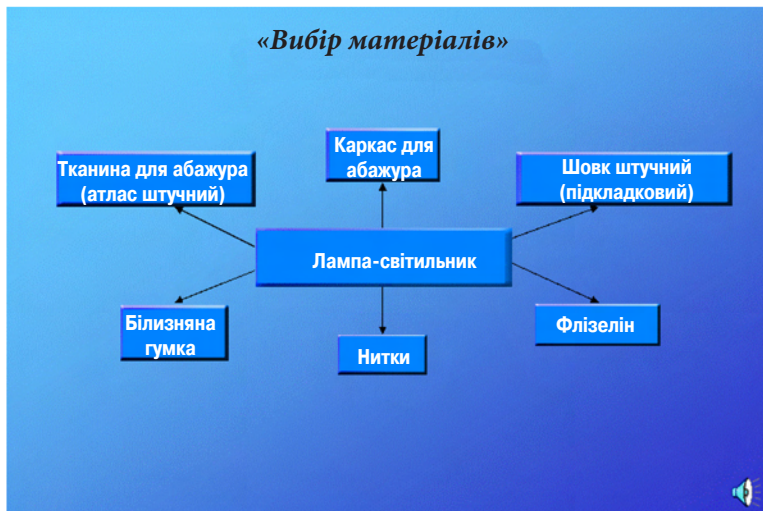 «Вибір матеріалів»
Тканина для абажура
(атлас штучний)
Каркас для
абажура
Шовк штучний
(підкладковий)
Лампа-світильник
Білизняна
гумка
Нитки
Флізелін